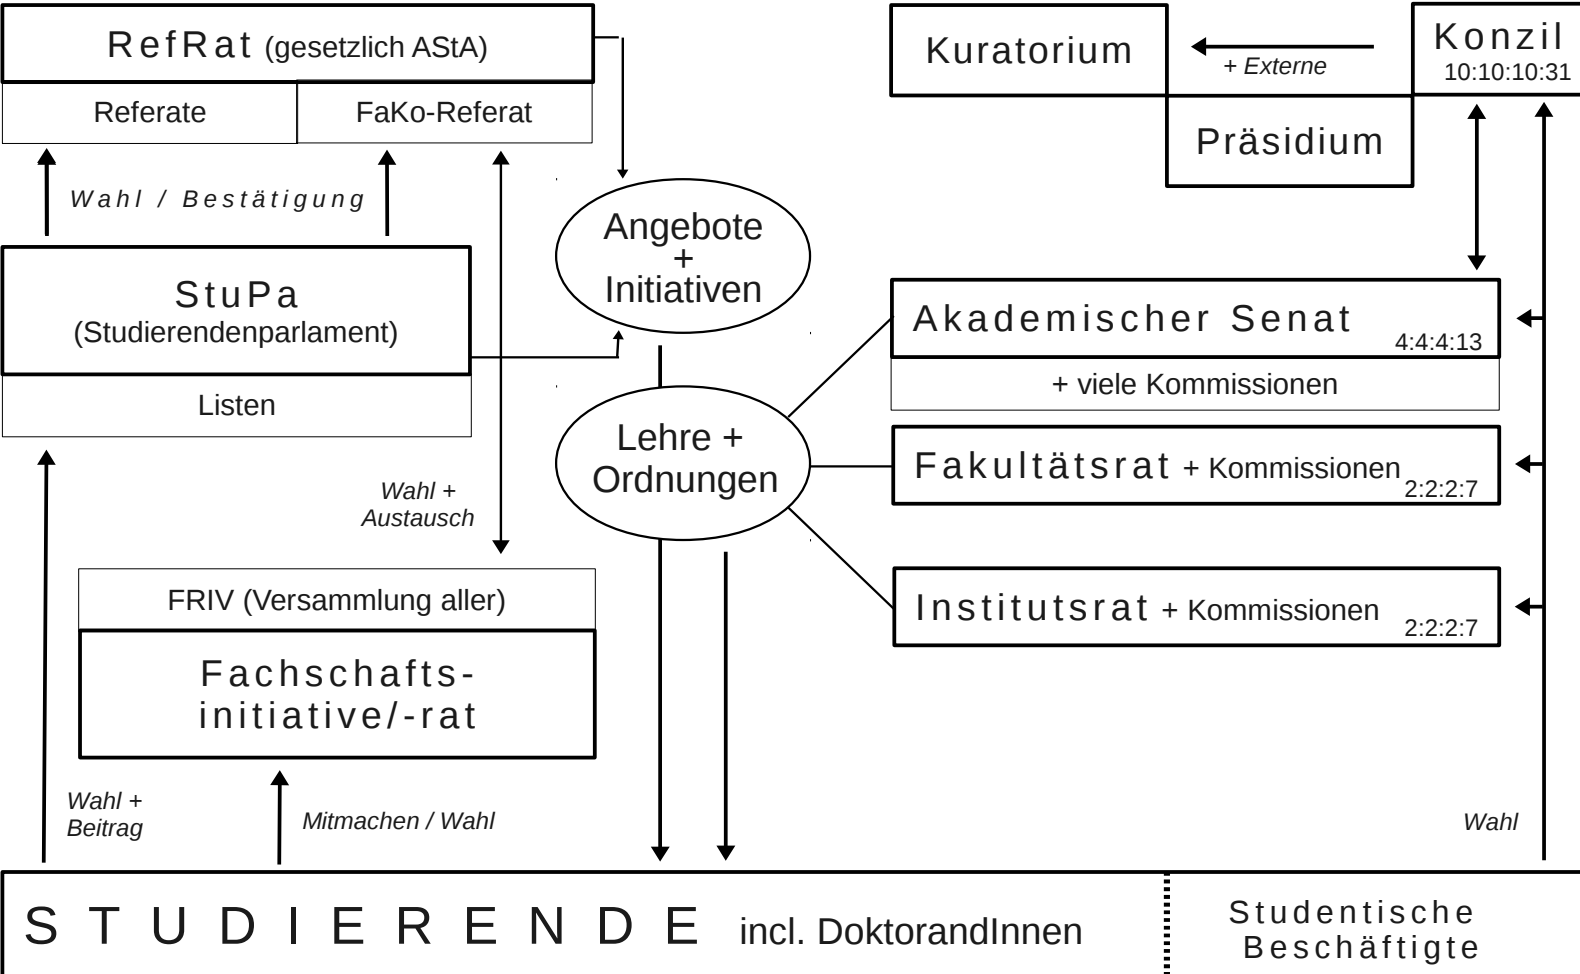 RefRat (gesetzlich AStA)
Referate
FaKo-Referat
Wahl / Bestätigung
StuPa
(Studierendenparlament)
Listen
Wahl +
Austausch
FRIV (Versammlung aller)
Fachschafts-
initiative/-rat
Wahl +
Beitrag
Mitmachen / Wahl
Angebote
+
Initiativen
Lehre +
Ordnungen
Kuratorium
+ Externe
Konzil
10:10:10:31
Präsidium
Akademischer Senat
4:4:4:13
+ viele Kommissionen
Fakultätsrat + Kommissionen
2:2:2:7
Institutsrat + Kommissionen
2:2:2:7
Wahl
STUDIERENDE incl. DoktorandInnen
Studentische
Beschäftigte